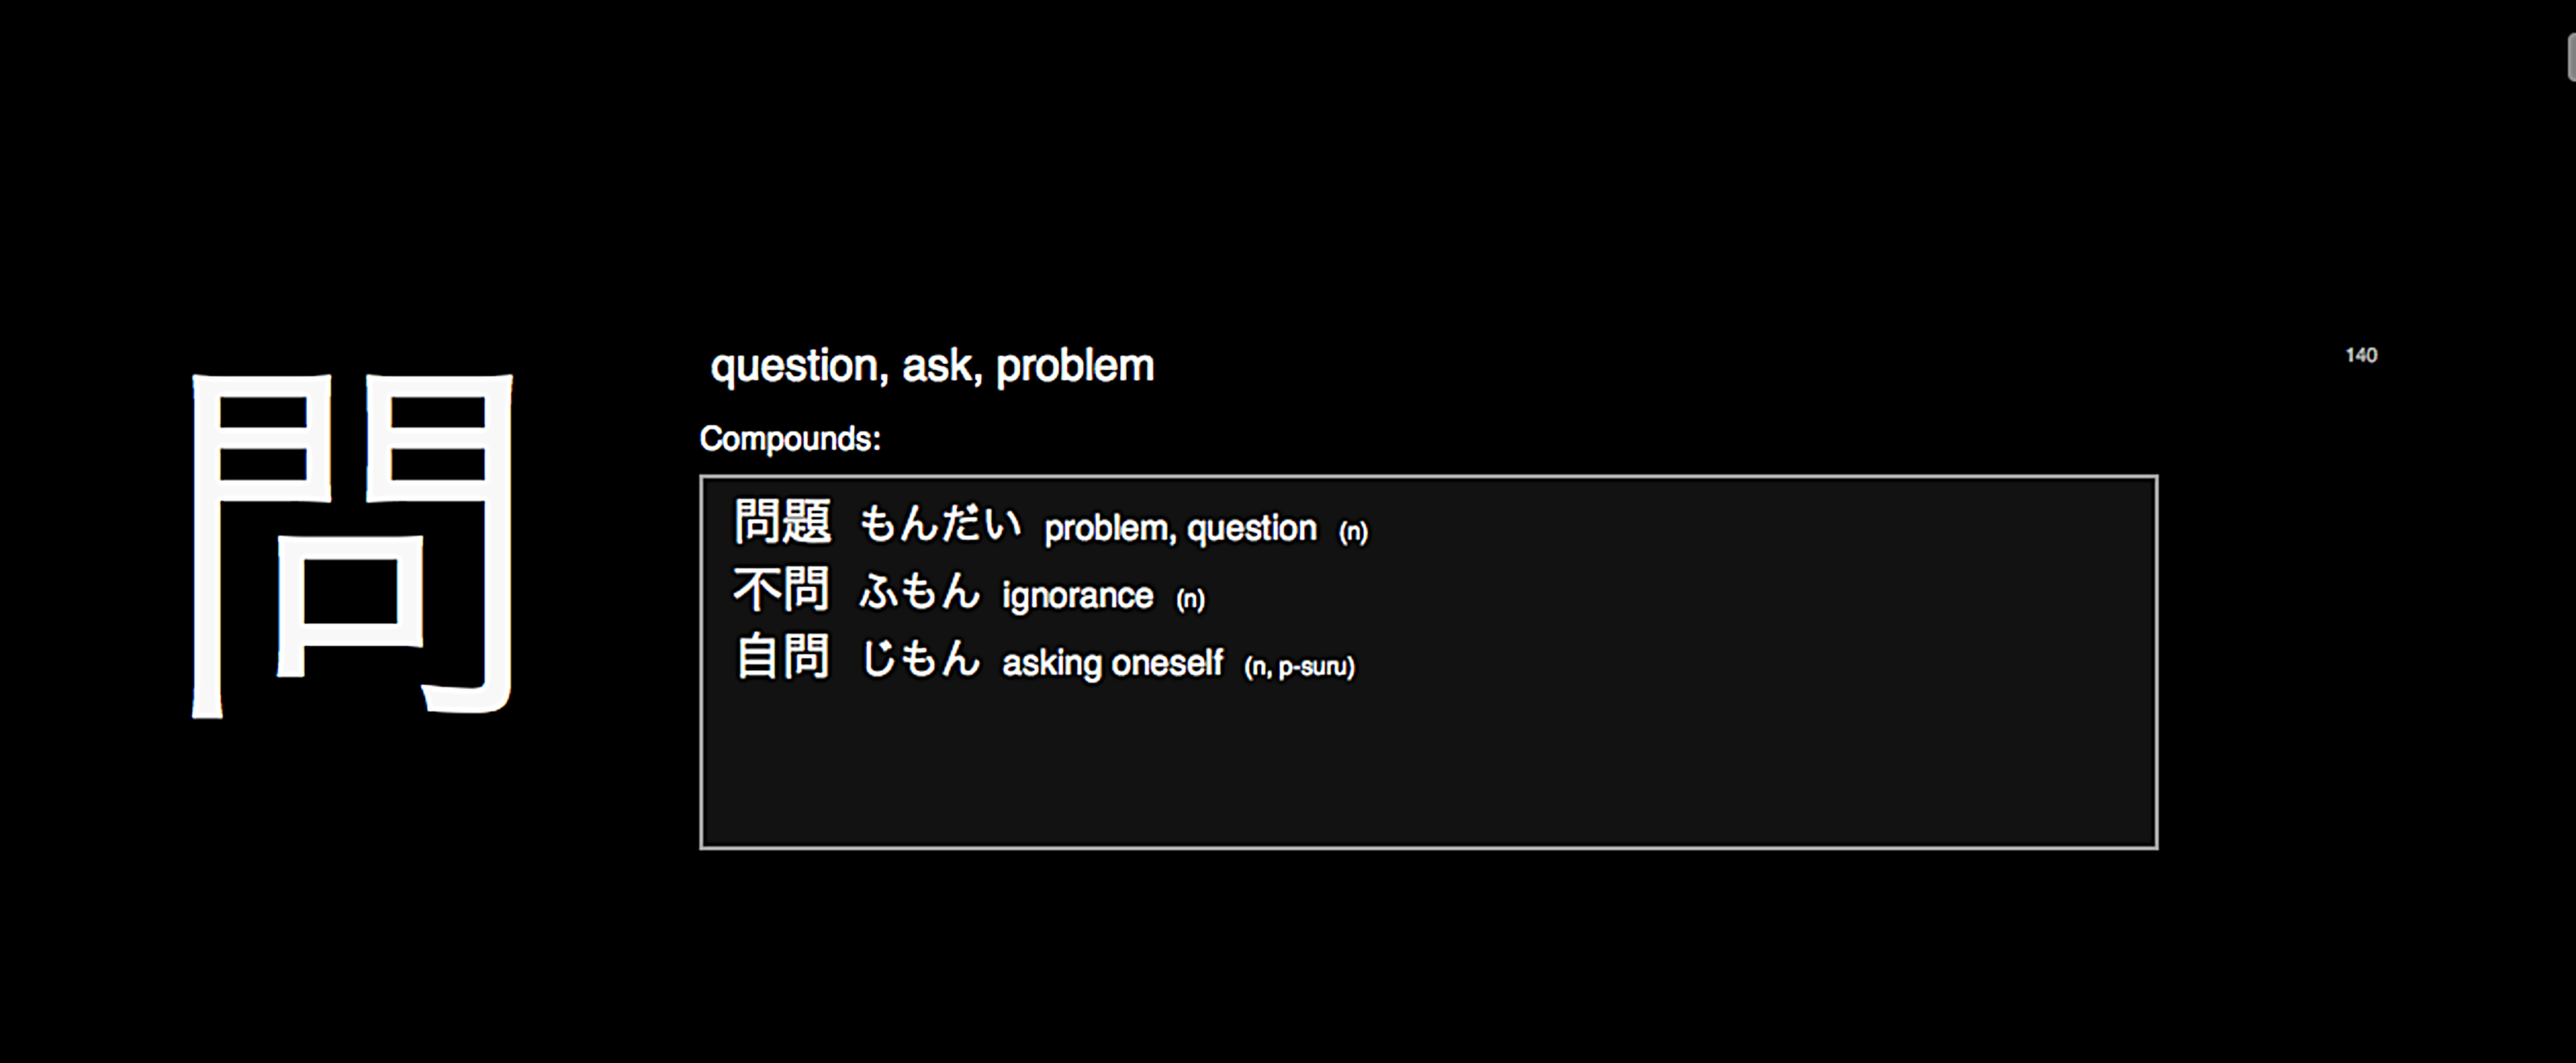 問
question, ask, problem
140
Compounds:
問題 もんだい problem, question (n)
不問 ふもん ignorance (n)
自問 じもん asking oneself (n, p-suru)